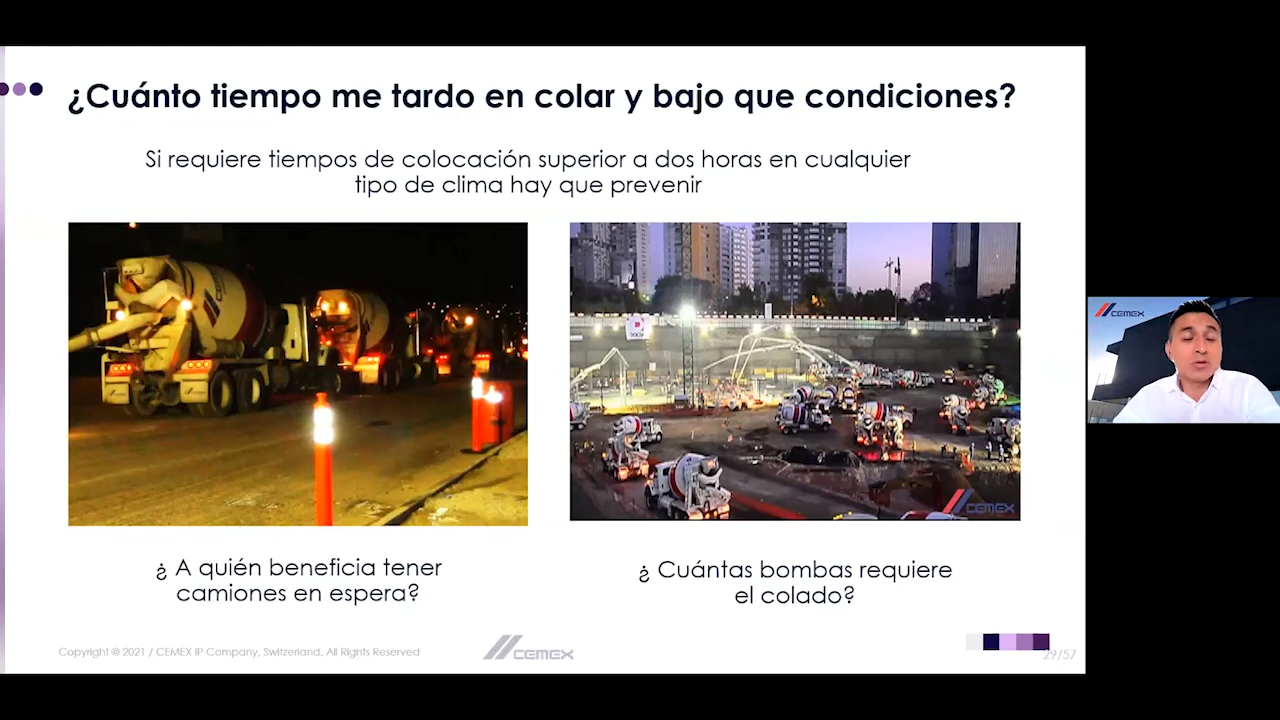 ¿Cuánto tiempo me tardo en colar y bajo que condiciones?
Si requiere tiempos de colocación superior a dos horas en cualquier
tipo de clima hay que prevenir
CEMEX
CEMEX
¿ A quién beneficia tener
camiones en espera?
¿ Cuántas bombas requiere
el colado?
Copyright @ 2021 / CEMEX IP Company, Switzerland. All Rights Reserved
CEMEX
29/57